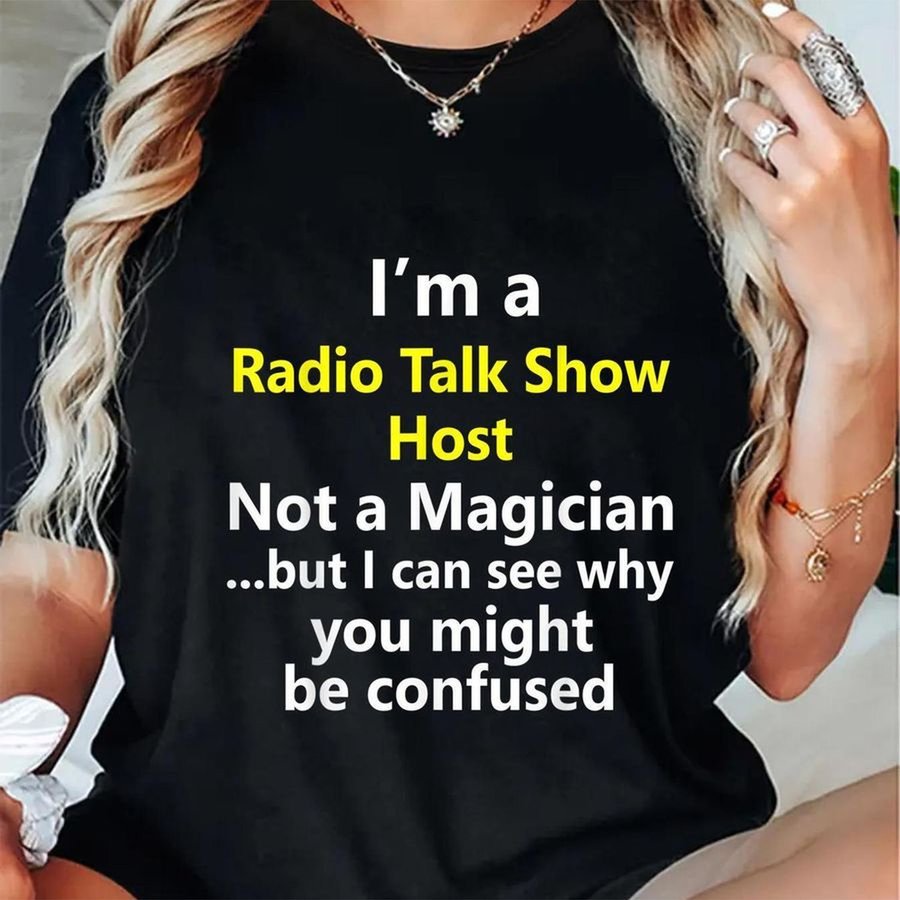 I’m a
Radio Talk Show
Host
Not a Magician
...but I can see why
you might
be confused